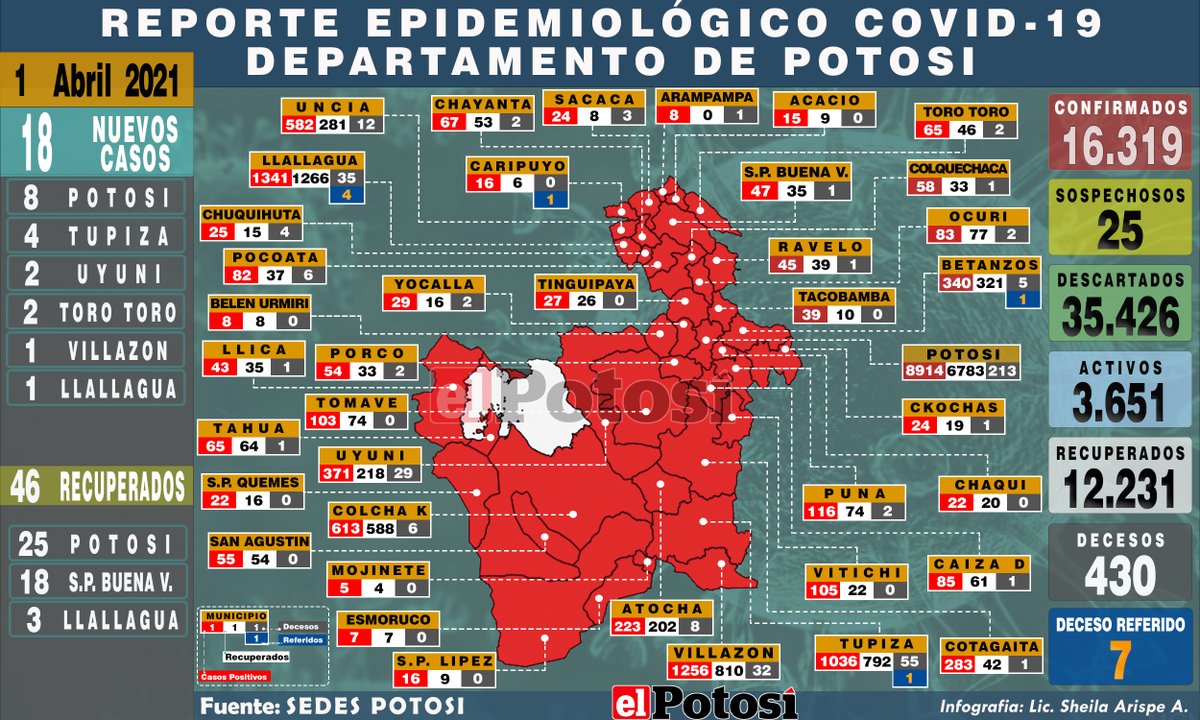 REPORTE EPIDEMIOLÓGICO COVID-19
DEPARTAMENTO DE POTOSI
1 Abril 2021
18 NUEVOS CASOS
8 POTOSI
4 TUPIZA
2 UYUNI
2 TORO TORO
1 VILLAZON
1 LLALLAGUA
46 RECUPERADOS
25 POTOSI
18 S.P. BUENA V.
3 LLALLAGUA
UNCIA
582 281 12
CHAYANTA
67 53 2
SACACA
24 8 3
ARAMPAMPA
8 0 1
ACACIO
15 9 0
TORO TORO
65 46 2
LLALLAGUA
1341 1266 35
4
CARIPUYO
16 6 0
1
S.P. BUENA V.
47 35 1
COLQUECHACA
58 33 1
CHUQUIHUTA
25 15 4
OCURI
83 77 2
POCOATA
82 37 6
RAVELO
45 39 1
YOCALLA
29 16 2
TINGUIPAYA
27 26 0
BETANZOS
340 321 5
1
BELEN URMIRI
8 8 0
TACOBAMBA
39 10 0
LLICA
43 35 1
PORCO
54 33 2
POTOSI
8914 6783 213
el Potosí
TOMAVE
103 74 0
CKOCHAS
24 19 1
TAHUA
65 64 1
UYUNI
371 218 29
S.P. QUEMES
22 16 0
PUNA
116 74 2
CHAQUI
22 20 0
COLCHA K
613 588 6
SAN AGUSTIN
55 54 0
MOJINETE
5 4 0
VITICHI
105 22 0
CAIZA D
85 61 1
ESMORUCO
7 7 0
ATOCHA
223 202 8
S.P. LIPEZ
16 9 0
VILLAZON
1256 810 32
TUPIZA
1036 792 55
1
COTAGAITA
283 42 1
MUNICIPIO
1 1 1 Decesos
1 Referidos
Recuperados
Casos Positivos
CONFIRMADOS
16.319
SOSPECHOSOS
25
DESCARTADOS
35.426
ACTIVOS
3.651
RECUPERADOS
12.231
DECESOS
430
DECESO REFERIDO
7
Fuente: SEDES POTOSI
el Potosí
Infografia: Lic. Sheila Arispe A.